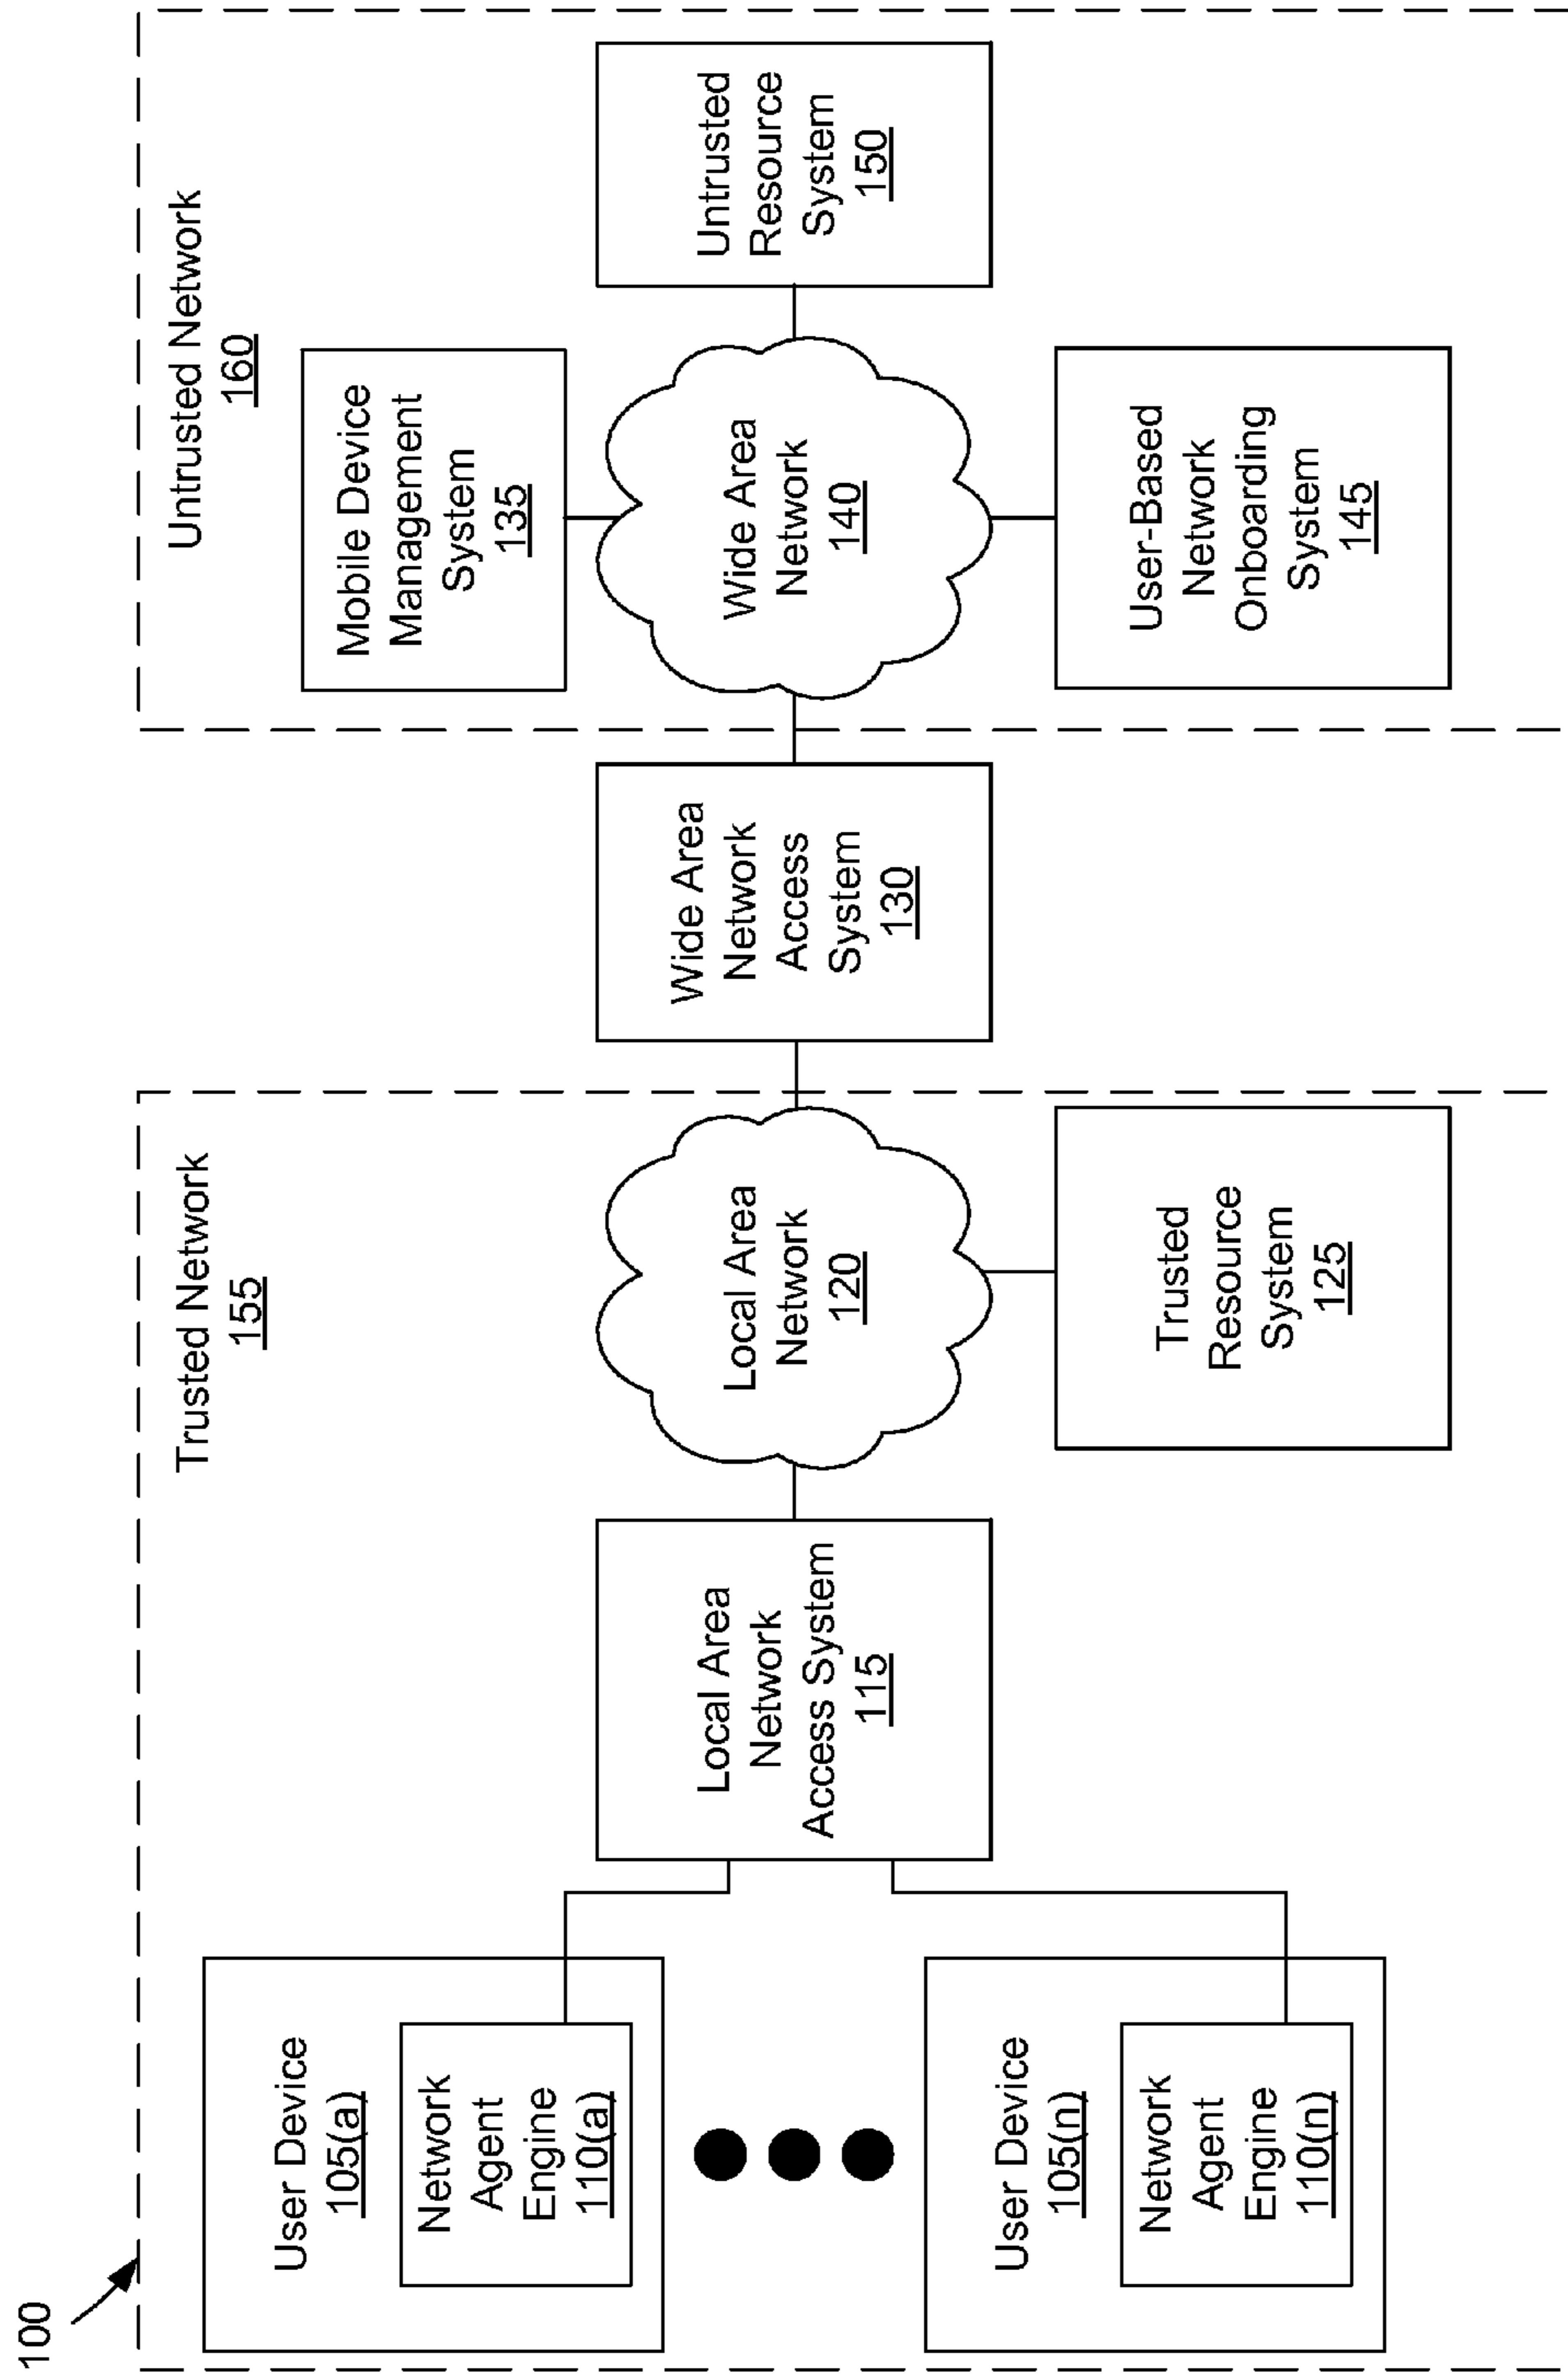 100
Trusted Network
155
User Device
105(a)
Network
Agent
Engine
110(a)
User Device
105(n)
Network
Agent
Engine
110(n)
Local Area
Network
Access System
115
Local Area
Network
120
Trusted
Resource
System
125
Wide Area
Network
Access
System
130
Untrusted Network
160
Mobile Device
Management
System
135
Wide Area
Network
140
User-Based
Network
Onboarding
System
145
Untrusted
Resource
System
150